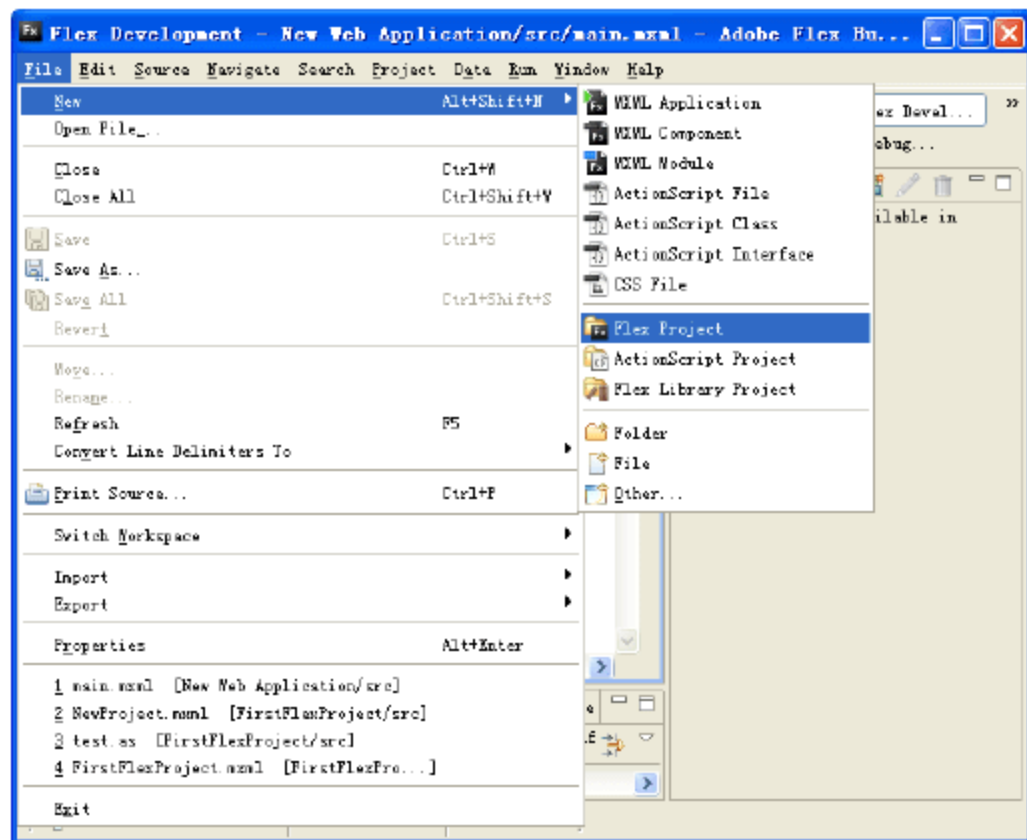 Flex Development - New Web Application/src/main.mxml - Adobe Flex Bu...
File Edit Source Navigate Search Project Data Run Window Help
New Alt+Shift+N
Open File...
Close Ctrl+W
Close All Ctrl+Shift+W
Save Ctrl+S
Save As...
Save All Ctrl+Shift+S
Revert
Move...
Rename...
Refresh F5
Convert Line Delimiters To
Print Source... Ctrl+P
Switch Workspace
Import
Export
Properties Alt+Enter
1 main.mxml [New Web Application/src]
2 NewProject.mxml [FirstFlexProject/src]
3 test.as [FirstFlexProject/src]
4 FirstFlexProject.mxml [FirstFlexPro...]
Exit
MXML Application
MXML Component
MXML Module
ActionScript File
ActionScript Class
ActionScript Interface
CSS File
Flex Project
ActionScript Project
Flex Library Project
Folder
File
Other...
ex Devel...
ebug...
ilable in